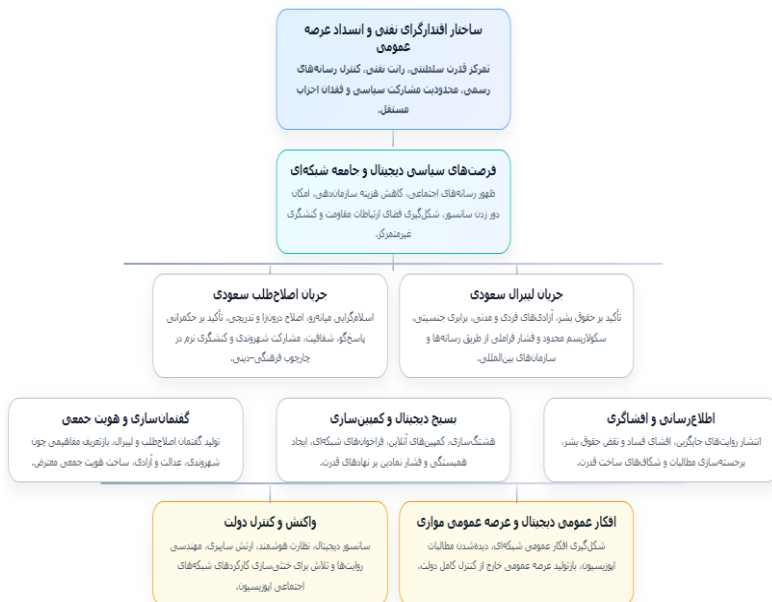 ساختار اقتدارگرای نفتی و انسداد عرصه
عمومی
تمرکز قدرت سلطنتی، رانت نفتی، کنترل رسانه‌های
رسمی، محدودیت مشارکت سیاسی و فقدان احزاب
مستقل.
فرصت‌های سیاسی دیجیتال و جامعه شبکه‌ای
ظهور رسانه‌های اجتماعی، کاهش هزینه سازمان‌دهی، امکان
دور زدن سانسور، شکل‌گیری فضای ارتباطات مقاومت و کنشگری
غیرمتمرکز.
جریان لیبرال سعودی
تأکید بر حقوق بشر، آزادی‌های فردی و مدنی، برابری جنسیتی،
سکولاریسم محدود و فشار فراملی از طریق رسانه‌ها و
سازمان‌های بین‌المللی.
جریان اصلاح‌طلب سعودی
اسلام‌گرایی میانه‌رو، اصلاح درون‌زا و تدریجی، تأکید بر حکمرانی
پاسخ‌گو، شفافیت، مشارکت شهروندی و کنشگری نرم در
چارچوب فرهنگی-دینی.
اطلاع‌رسانی و افشاگری
انتشار روایت‌های جایگزین، افشای فساد و نقض حقوق بشر،
برجسته‌سازی مطالبات و شکاف‌های ساخت قدرت.
بسیج دیجیتال و کمپین‌سازی
هشتگ‌سازی، کمپین‌های آنلاین، فراخوان‌های شبکه‌ای، ایجاد
همبستگی و فشار نمادین بر نهادهای قدرت.
گفتمان‌سازی و هویت جمعی
تولید گفتمان اصلاح‌طلب و لیبرال، بازتعریف مفاهیمی چون
شهروندی، عدالت و آزادی، ساخت هویت جمعی معترض.
افکار عمومی دیجیتال و عرصه عمومی موازی
شکل‌گیری افکار عمومی شبکه‌ای، دیده‌شدن مطالبات
اپوزیسیون، بازتولید عرصه عمومی خارج از کنترل کامل دولت.
واکنش و کنترل دولت
سانسور دیجیتال، نظارت هوشمند، ارتش سایبری، مهندسی
روایت‌ها و تلاش برای خنثی‌سازی کارکردهای شبکه‌های
اجتماعی اپوزیسیون.